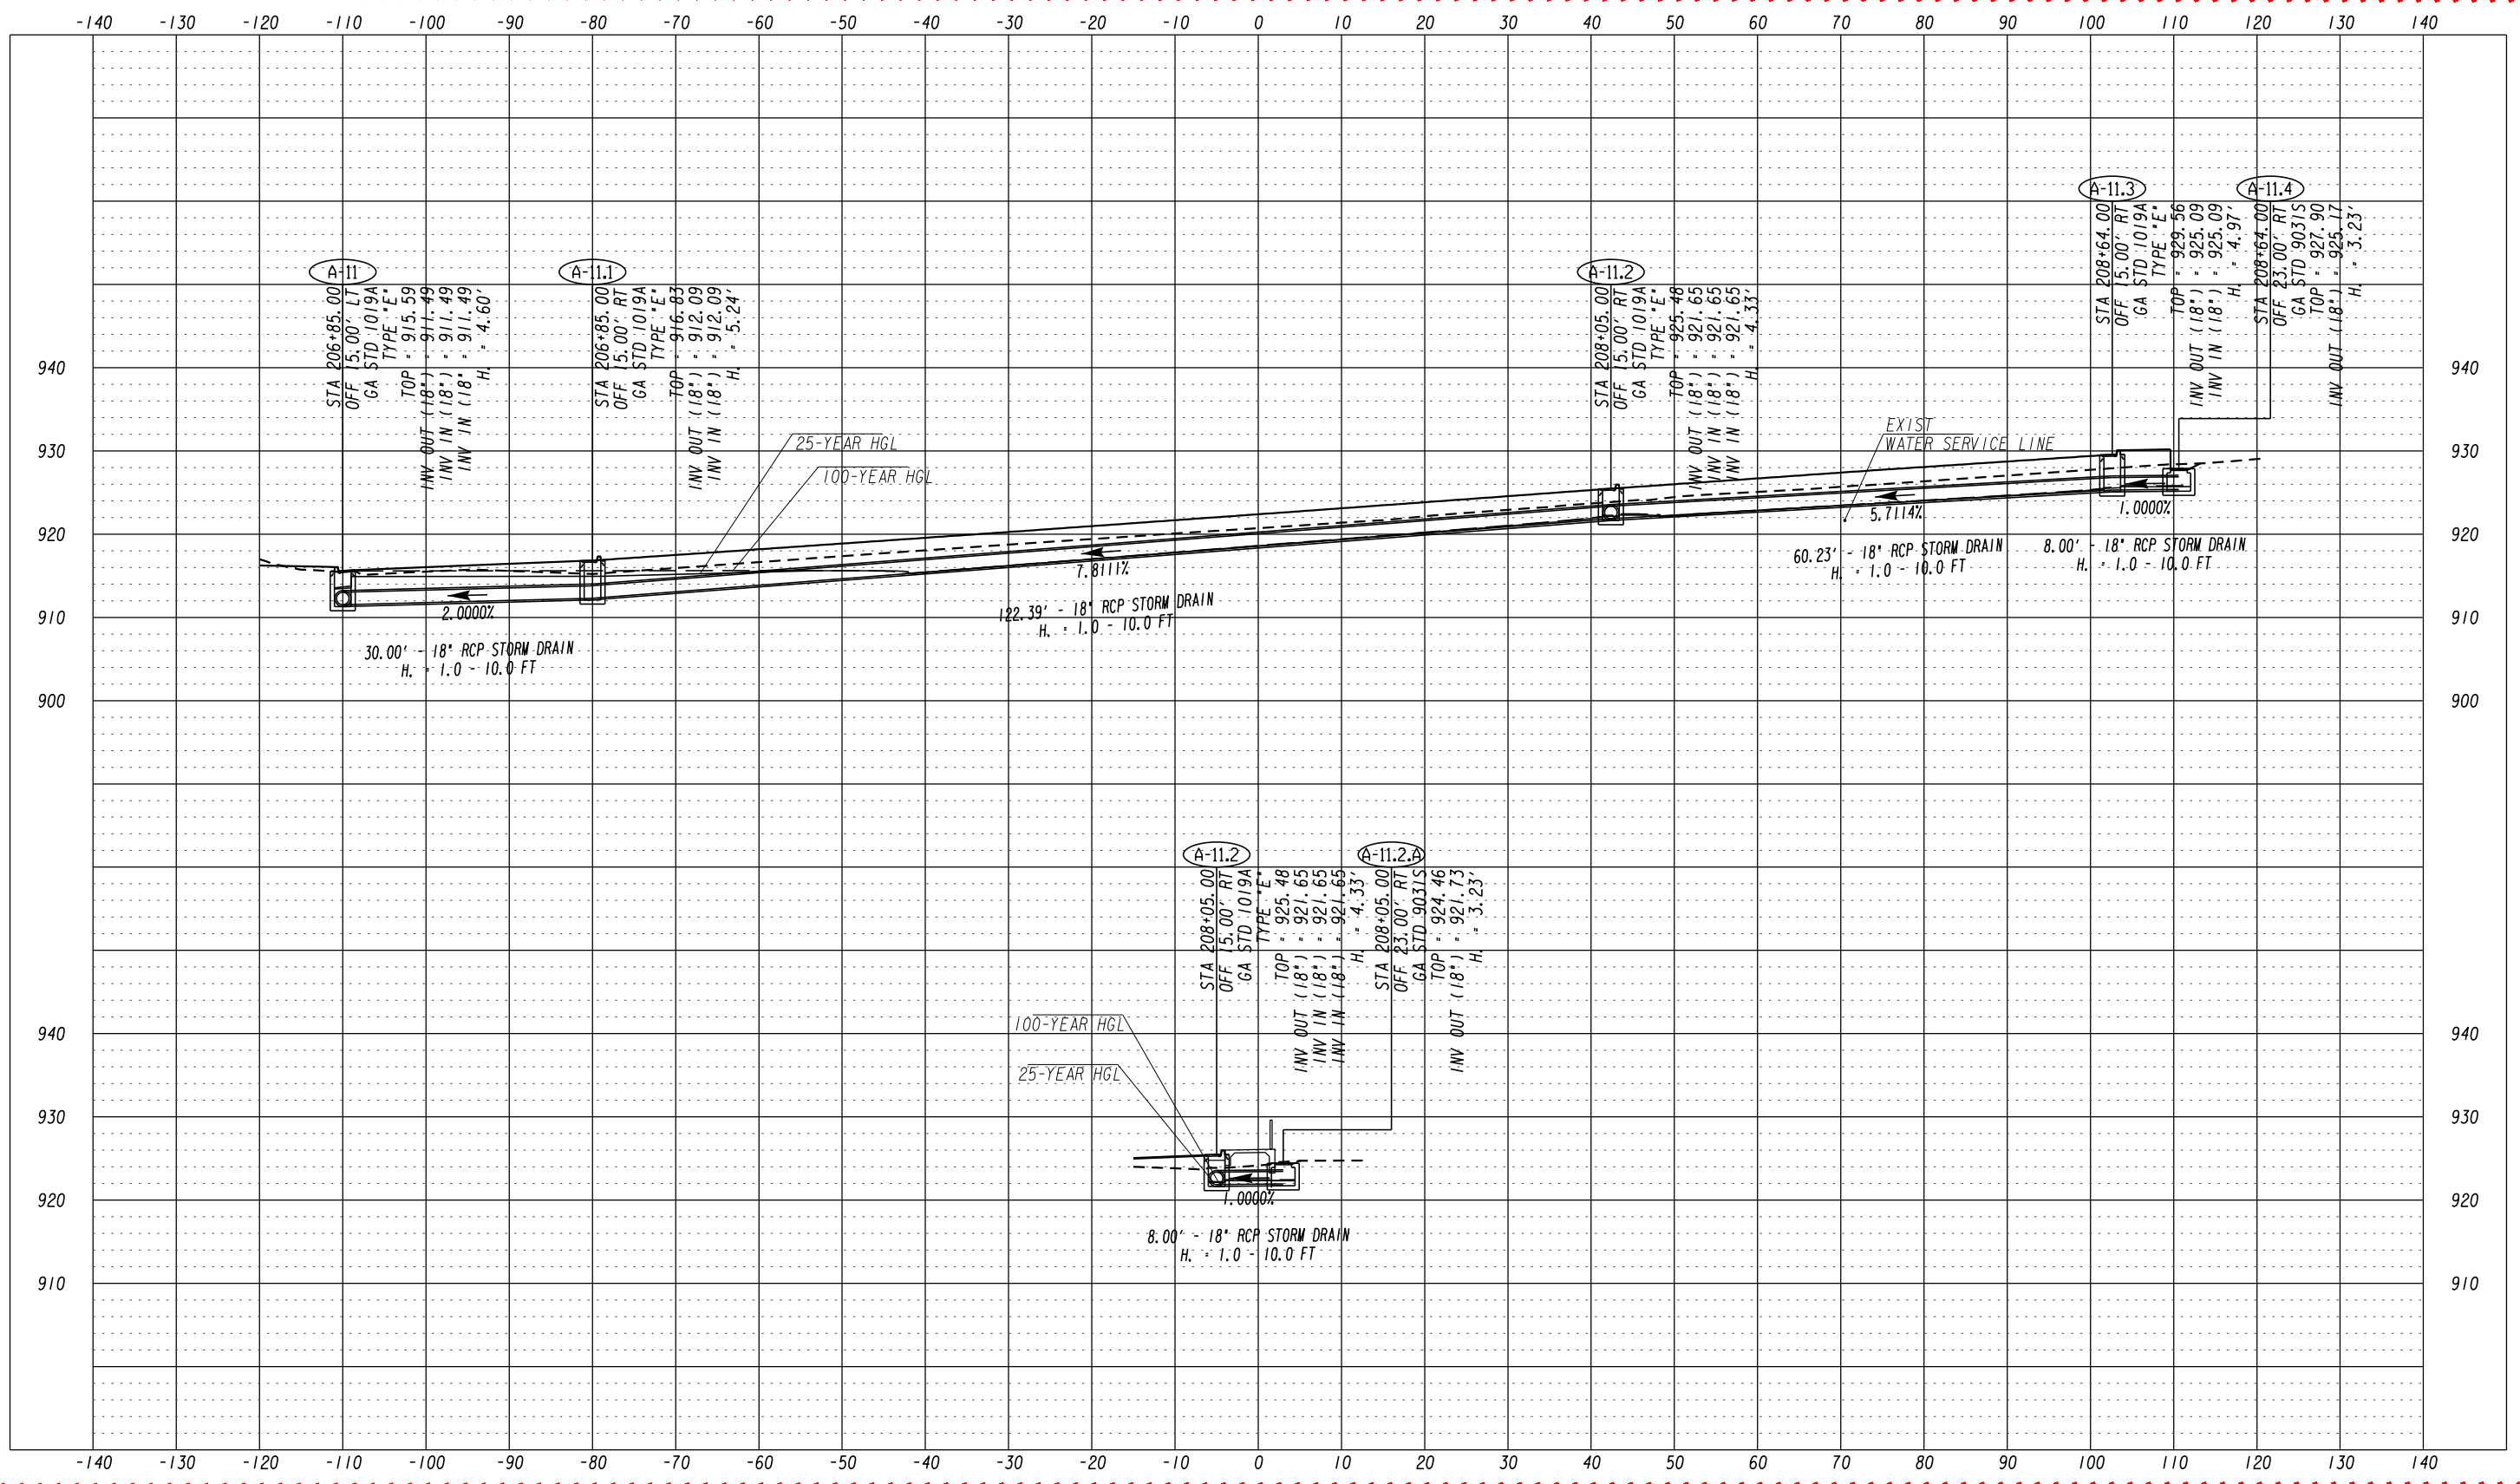 -140 -130 -120 -110 -100 -90 -80 -70 -60 -50 -40 -30 -20 -10 0 10 20 30 40 50 60 70 80 90 100 110 120 130 140
A-11
STA 206+85.00
OFF 15.00' LT
GA STD 1019A
TYPE "E"
TOP = 915.59
INV OUT (18") = 911.49
INV IN (18") = 911.49
INV IN (18") = 911.49
H. = 4.60'
A-11.1
STA 206+85.00
OFF 15.00' RT
GA STD 1019A
TYPE "E"
TOP = 916.83
INV OUT (18") = 912.09
INV IN (18") = 912.09
H. = 5.24'
A-11.2
STA 208+05.00
OFF 15.00' RT
GA STD 1019A
TYPE "E"
TOP = 925.48
INV OUT (18") = 921.65
INV IN (18") = 921.65
INV IN (18") = 921.65
H. = 4.33'
A-11.3
STA 208+64.00
OFF 15.00' RT
GA STD 1019A
TYPE "E"
TOP = 929.56
INV OUT (18") = 925.09
INV IN (18") = 925.09
H. = 4.97'
A-11.4
STA 208+64.00
OFF 23.00' RT
GA STD 9031S
TOP = 927.90
INV OUT (18") = 925.17
H. = 3.23'
940 940
930 930
920 920
910 910
900 900
25-YEAR HGL
100-YEAR HGL
EXIST
WATER SERVICE LINE
2.0000%
30.00' - 18" RCP STORM DRAIN
H. = 1.0 - 10.0 FT
7.8111%
122.39' - 18" RCP STORM DRAIN
H. = 1.0 - 10.0 FT
5.7114%
60.23' - 18" RCP STORM DRAIN
H. = 1.0 - 10.0 FT
1.0000%
8.00' - 18" RCP STORM DRAIN
H. = 1.0 - 10.0 FT
A-11.2
STA 208+05.00
OFF 15.00' RT
GA STD 1019A
TYPE "E"
TOP = 925.48
INV OUT (18") = 921.65
INV IN (18") = 921.65
INV IN (18") = 921.65
H. = 4.33'
A-11.2.A
STA 208+05.00
OFF 23.00' RT
GA STD 9031S
TOP = 924.46
INV OUT (18") = 921.73
H. = 3.23'
940 940
930 930
920 920
910 910
100-YEAR HGL
25-YEAR HGL
1.0000%
8.00' - 18" RCP STORM DRAIN
H. = 1.0 - 10.0 FT
-140 -130 -120 -110 -100 -90 -80 -70 -60 -50 -40 -30 -20 -10 0 10 20 30 40 50 60 70 80 90 100 110 120 130 140